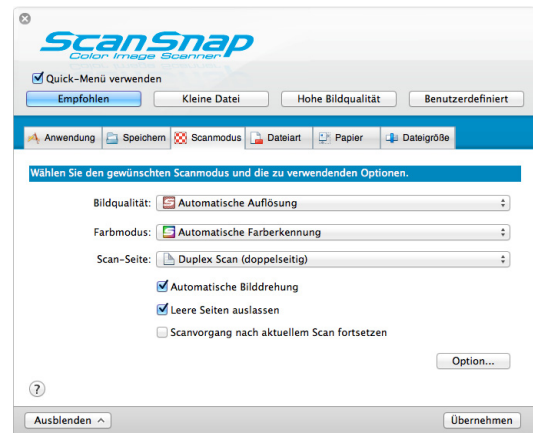 ScanSnap
Color Image Scanner
Quick-Menü verwenden
Empfohlen Kleine Datei Hohe Bildqualität Benutzerdefiniert
Anwendung Speichern Scanmodus Dateiart Papier Dateigröße
Wählen Sie den gewünschten Scanmodus und die zu verwendenden Optionen.
Bildqualität: Automatische Auflösung
Farbmodus: Automatische Farberkennung
Scan-Seite: Duplex Scan (doppelseitig)
Automatische Bilddrehung
Leere Seiten auslassen
Scanvorgang nach aktuellem Scan fortsetzen
Option...
?
Ausblenden Übernehmen